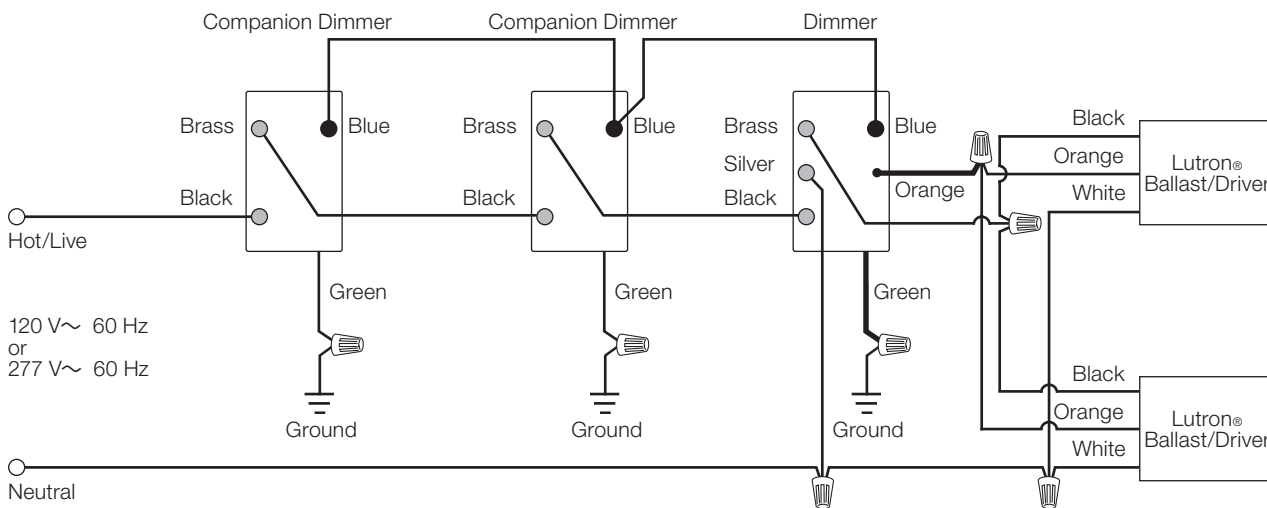 Companion Dimmer
Companion Dimmer
Dimmer
Brass
Blue
Brass
Blue
Brass
Blue
Black
Lutron®
Ballast/Driver
Silver
Orange
Orange
White
Black
Black
Black
Hot/Live
Green
Green
Green
120 V~ 60 Hz
or
277 V~ 60 Hz
Ground
Ground
Ground
Black
Lutron®
Ballast/Driver
Orange
White
Neutral